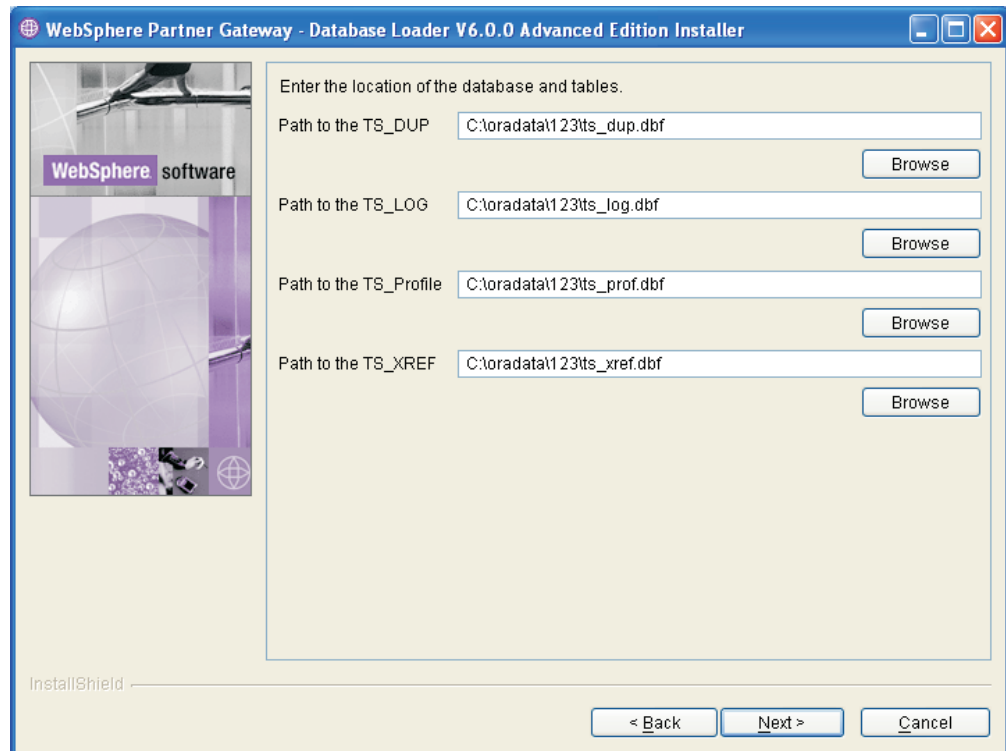 WebSphere Partner Gateway - Database Loader V6.0.0 Advanced Edition Installer
WebSphere software
Enter the location of the database and tables.
Path to the TS_DUP C:\oradata\123\ts_dup.dbf
Browse
Path to the TS_LOG C:\oradata\123\ts_log.dbf
Browse
Path to the TS_Profile C:\oradata\123\ts_prof.dbf
Browse
Path to the TS_XREF C:\oradata\123\ts_xref.dbf
Browse
InstallShield
< Back Next > Cancel